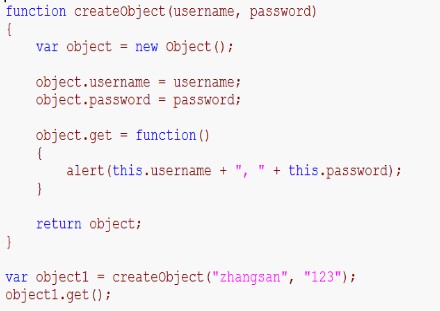 function createObject(username, password)
{
    var object = new Object();
    object.username = username;
    object.password = password;
    object.get = function()
    {
        alert(this.username + ", " + this.password);
    }
    return object;
}
var object1 = createObject("zhangsan", "123");
object1.get();